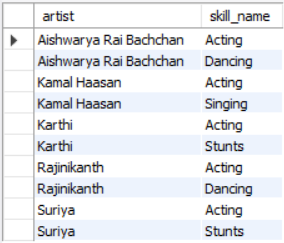 artist skill_name
Aishwarya Rai Bachchan Acting
Aishwarya Rai Bachchan Dancing
Kamal Haasan Acting
Kamal Haasan Singing
Karthi Acting
Karthi Stunts
Rajinikanth Acting
Rajinikanth Dancing
Suriya Acting
Suriya Stunts